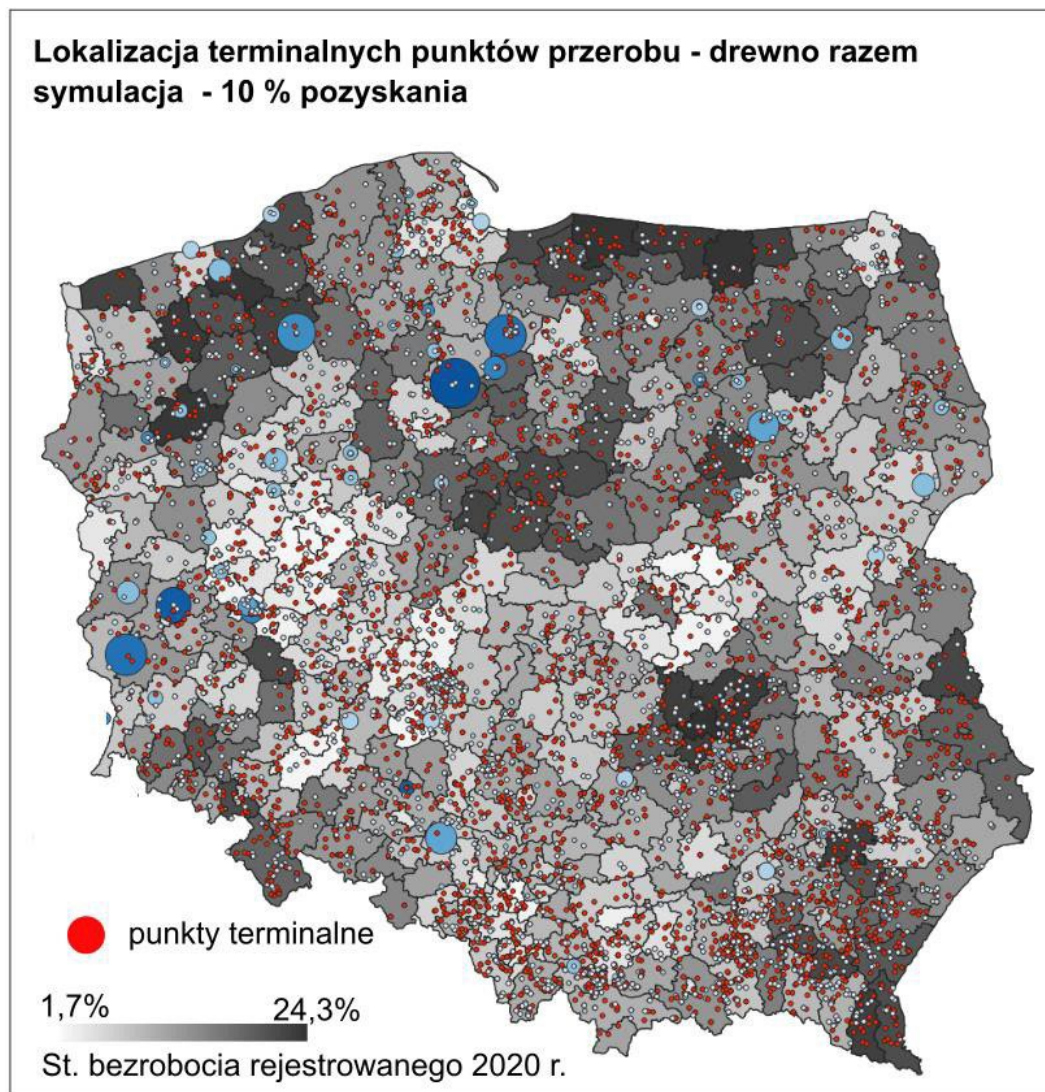 Lokalizacja terminalnych punktów przerobu - drewno razem
symulacja - 10 % pozyskania
punkty terminalne
1,7% 24,3%
St. bezrobocia rejestrowanego 2020 r.